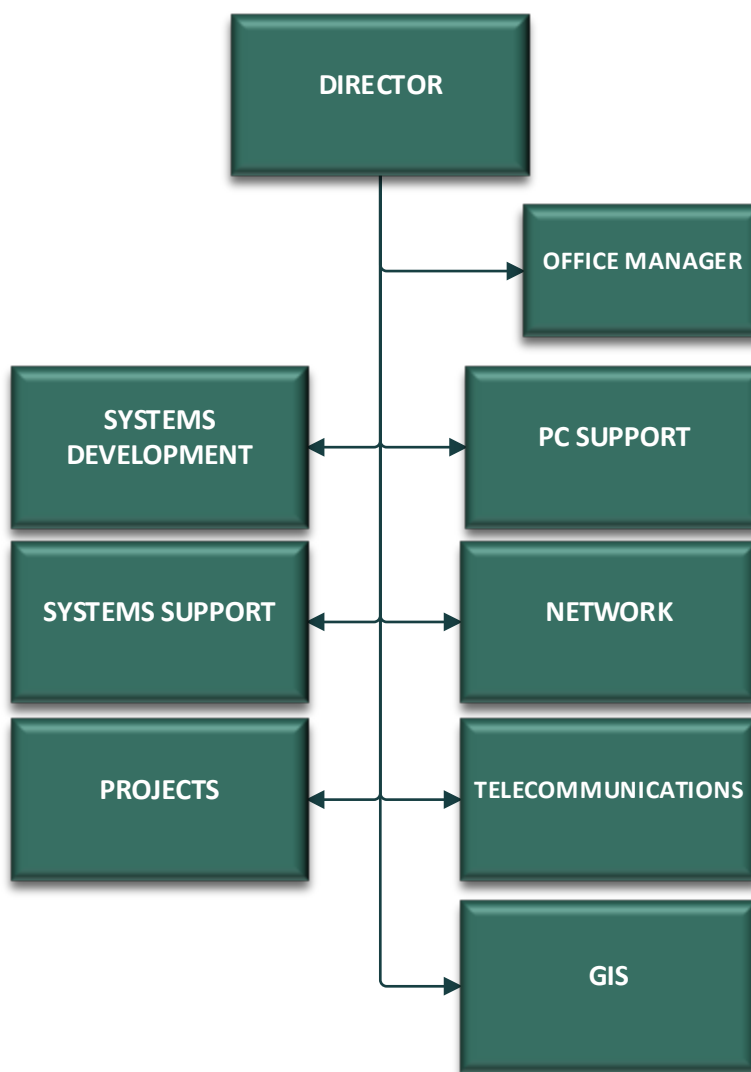 DIRECTOR
OFFICE MANAGER
SYSTEMS
DEVELOPMENT
PC SUPPORT
SYSTEMS SUPPORT
NETWORK
PROJECTS
TELECOMMUNICATIONS
GIS